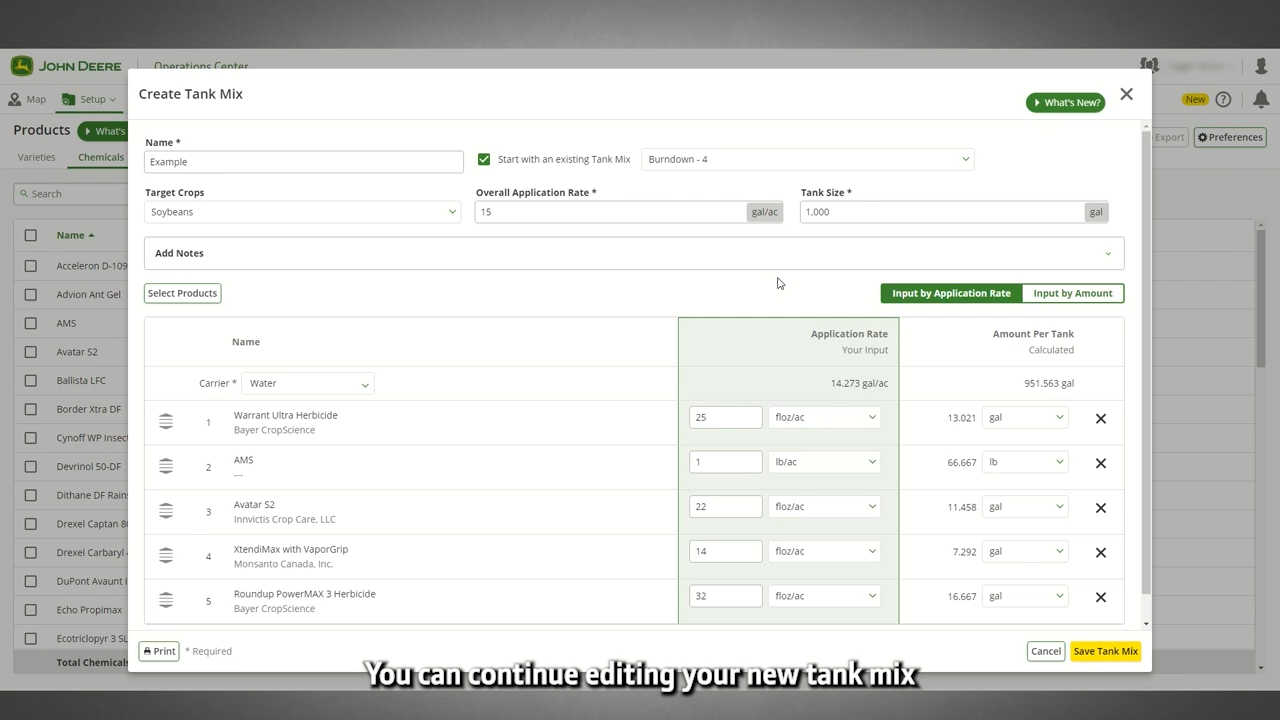 JOHN DEERE
Operations Center
Map
Setup
New
Products
What's
Export
Preferences
Varieties
Chemicals
Search
Name
Acceleron D-109
Advion Ant Gel
AMS
Avatar S2
Ballista LFC
Border Xtra DF
Cynoff WP Insect
Devrinol 50-DF
Dithane DF Rain
Drexel Captan 80
Drexel Carbaryl
DuPont Avaunt
Echo Propimax
Ecotriclopyr 3 SL
Total Chemicals
Create Tank Mix
What's New?
Name *
Example
Start with an existing Tank Mix
Burndown - 4
Target Crops
Overall Application Rate *
Tank Size *
Soybeans
15
gal/ac
1,000
gal
Add Notes
Select Products
Input by Application Rate
Input by Amount
Name
Application Rate
Your Input
Amount Per Tank
Calculated
Carrier * Water 14.273 gal/ac 951.563 gal
1 Warrant Ultra Herbicide 25 floz/ac 13.021 gal
Bayer CropScience
2 AMS 1 lb/ac 66.667 lb
---
3 Avatar S2 22 floz/ac 11.458 gal
Innvictis Crop Care, LLC
4 XtendiMax with VaporGrip 14 floz/ac 7.292 gal
Monsanto Canada, Inc.
5 Roundup PowerMAX 3 Herbicide 32 floz/ac 16.667 gal
Bayer CropScience
Print
* Required
Cancel
Save Tank Mix
You can continue editing your new tank mix